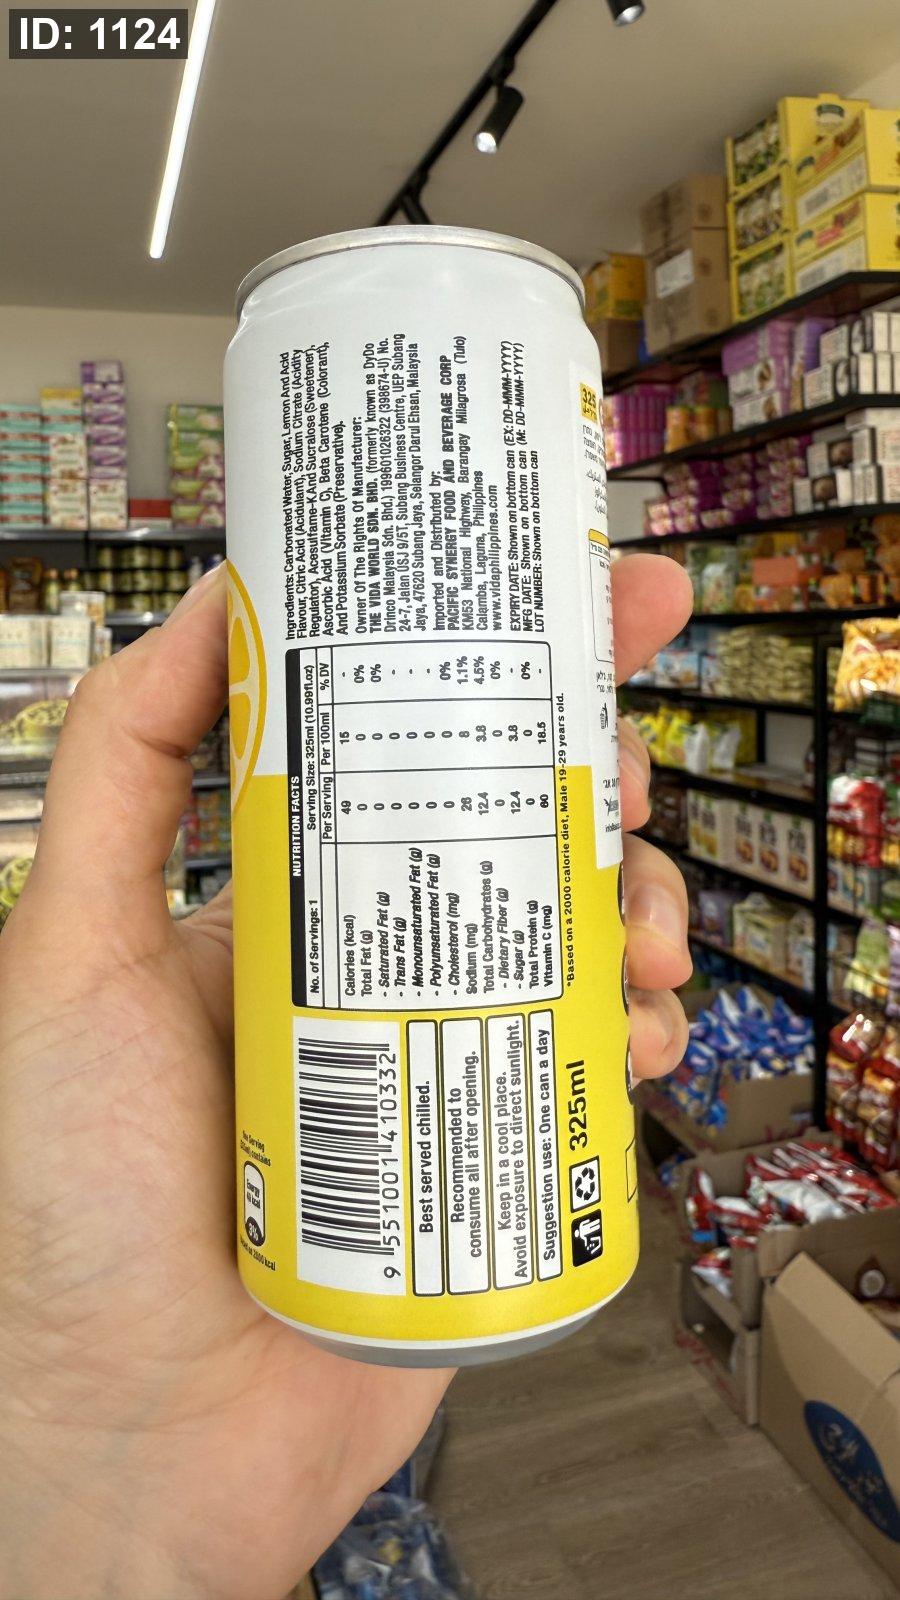 ID: 1124
Ingredients: Carbonated Water, Sugar, Lemon And Acid
Flavour, Citric Acid (Acidulant), Sodium Citrate (Acidity
Regulator), Acesulfame-K And Sucralose (Sweetener),
Ascorbic Acid (Vitamin C), Beta Carotene (Colorant),
And Potassium Sorbate (Preservative).
Owner Of The Rights Of Manufacturer:
THE VIDA WORLD SDN. BHD. (formerly known as DyDo
Drinco Malaysia Sdn. Bhd.) 199601026322 (398674-U) No.
24-7, Jalan USJ 9/5T, Subang Business Centre, UEP Subang
Jaya, 47620 Subang Jaya, Selangor Darul Ehsan, Malaysia
Imported and Distributed by:
PACIFIC SYNERGY FOOD AND BEVERAGE CORP
KM53 National Highway, Barangay Milagrosa (Tulo)
Calamba, Laguna, Philippines
www.vidaphilippines.com
EXPIRY DATE: Shown on bottom can (EX: DD-MMM-YYYY)
MFG DATE: Shown on bottom can (M: DD-MMM-YYYY)
LOT NUMBER: Shown on bottom can
NUTRITION FACTS
No. of Servings: 1 Serving Size: 325ml (10.99fl.oz)
Per Serving Per 100ml % DV
Calories (kcal) 49 15 -
Total Fat (g) 0 0 0%
- Saturated Fat (g) 0 0 0%
- Trans Fat (g) 0 0 -
- Monounsaturated Fat (g) 0 0 -
- Polyunsaturated Fat (g) 0 0 -
- Cholesterol (mg) 0 0 0%
Sodium (mg) 26 8 1.1%
Total Carbohydrates (g) 12.4 3.8 4.5%
- Dietary Fiber (g) 0 0 0%
- Sugar (g) 12.4 3.8 -
Total Protein (g) 0 0 0%
Vitamin C (mg) 60 18.5 -
*Based on a 2000 calorie diet, Male 19-29 years old.
9 551001 410332
Best served chilled.
Recommended to
consume all after opening.
Keep in a cool place.
Avoid exposure to direct sunlight.
Suggestion use: One can a day
325ml
One Serving
(325ml) contains
Energy
49 kcal
325